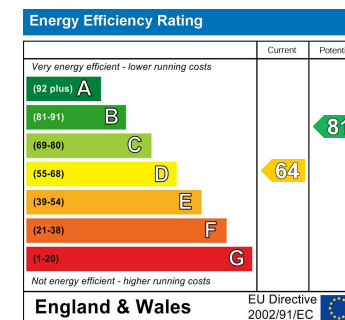 Energy Efficiency Rating
Current Potenti
Very energy efficient - lower running costs
(92 plus) A
(81-91) B
81
(69-80) C
(55-68) D
64
(39-54) E
(21-38) F
(1-20) G
Not energy efficient - higher running costs
England & Wales
EU Directive
2002/91/EC